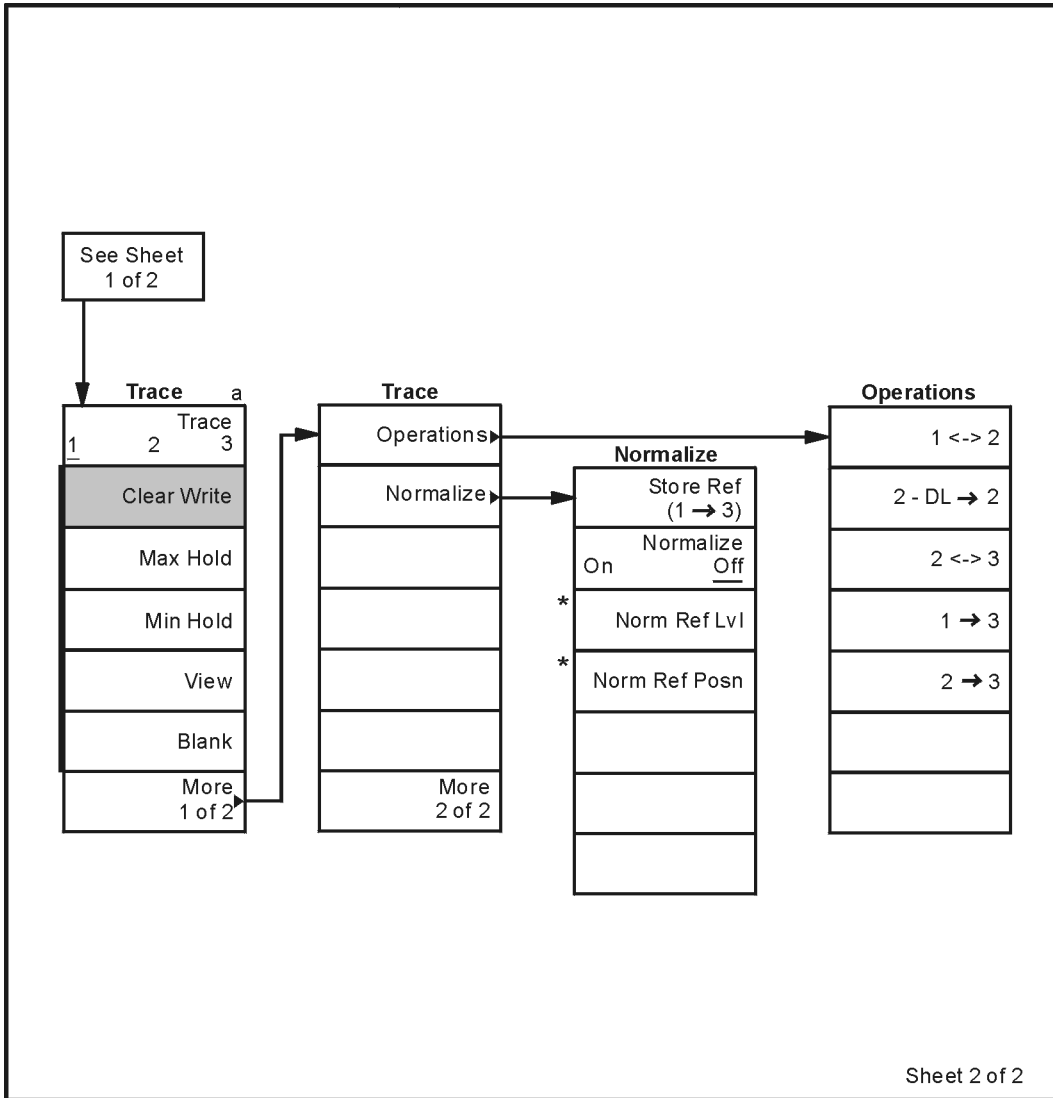 See Sheet
1 of 2
Trace a
Trace
1 2 3
Clear Write
Max Hold
Min Hold
View
Blank
More
1 of 2
Trace
Operations
Normalize
More
2 of 2
Normalize
Store Ref
(1 → 3)
Normalize
On Off
* Norm Ref Lvl
* Norm Ref Posn
Operations
1 <-> 2
2 - DL → 2
2 <-> 3
1 → 3
2 → 3
Sheet 2 of 2